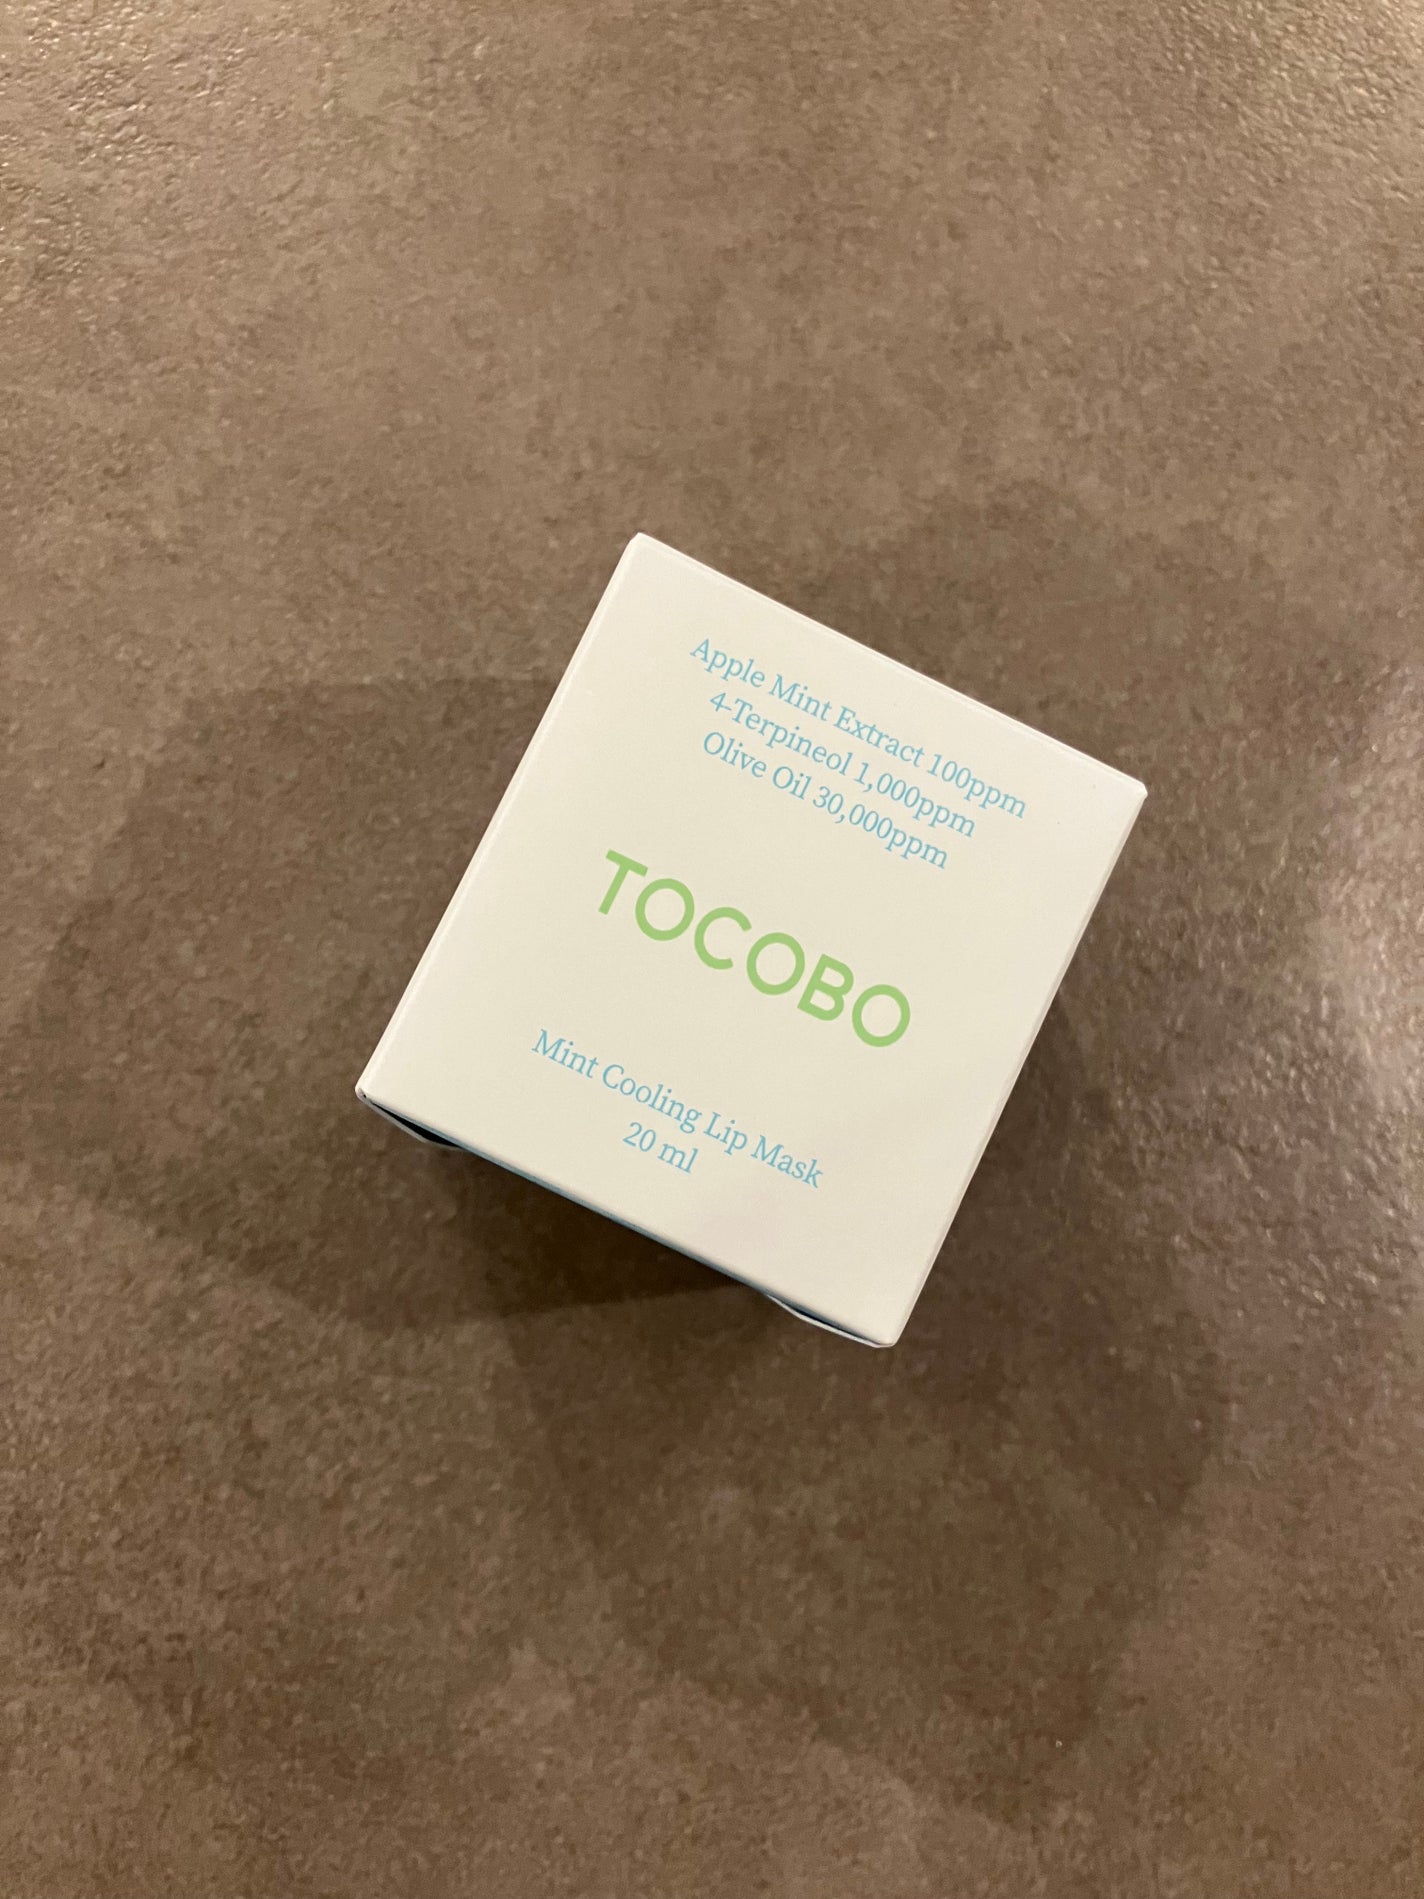 Apple Mint Extract 100ppm
4-Terpineol 1,000ppm
Olive Oil 30,000ppm
TOCOBO
Mint Cooling Lip Mask
20 ml